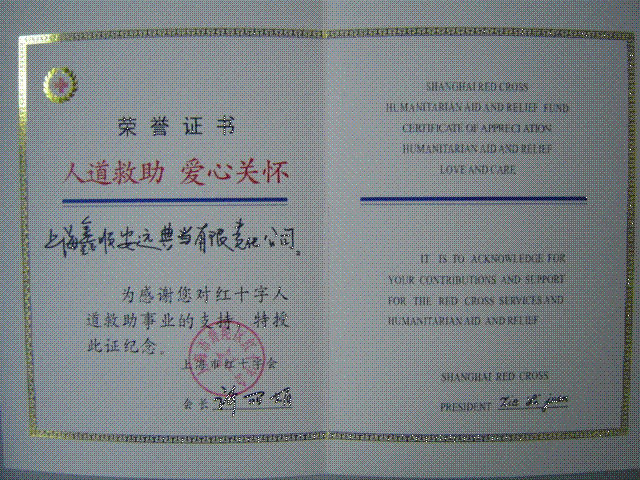 荣誉证书
人道救助 爱心关怀
上海鑫顺安远典当有限责任公司。
为感谢您对红十字人
道救助事业的支持,特授
此证纪念。
上海市红十字会
会长
SHANGHAI RED CROSS
HUMANITARIAN AID AND RELIEF FUND
CERTIFICATE OF APPRECIATION
HUMANITARIAN AID AND RELIEF
LOVE AND CARE
IT IS TO ACKNOWLEDGE FOR
YOUR CONTRIBUTIONS AND SUPPORT
FOR THE RED CROSS SERVICES AND
HUMANITARIAN AID AND RELIEF
SHANGHAI RED CROSS
PRESIDENT